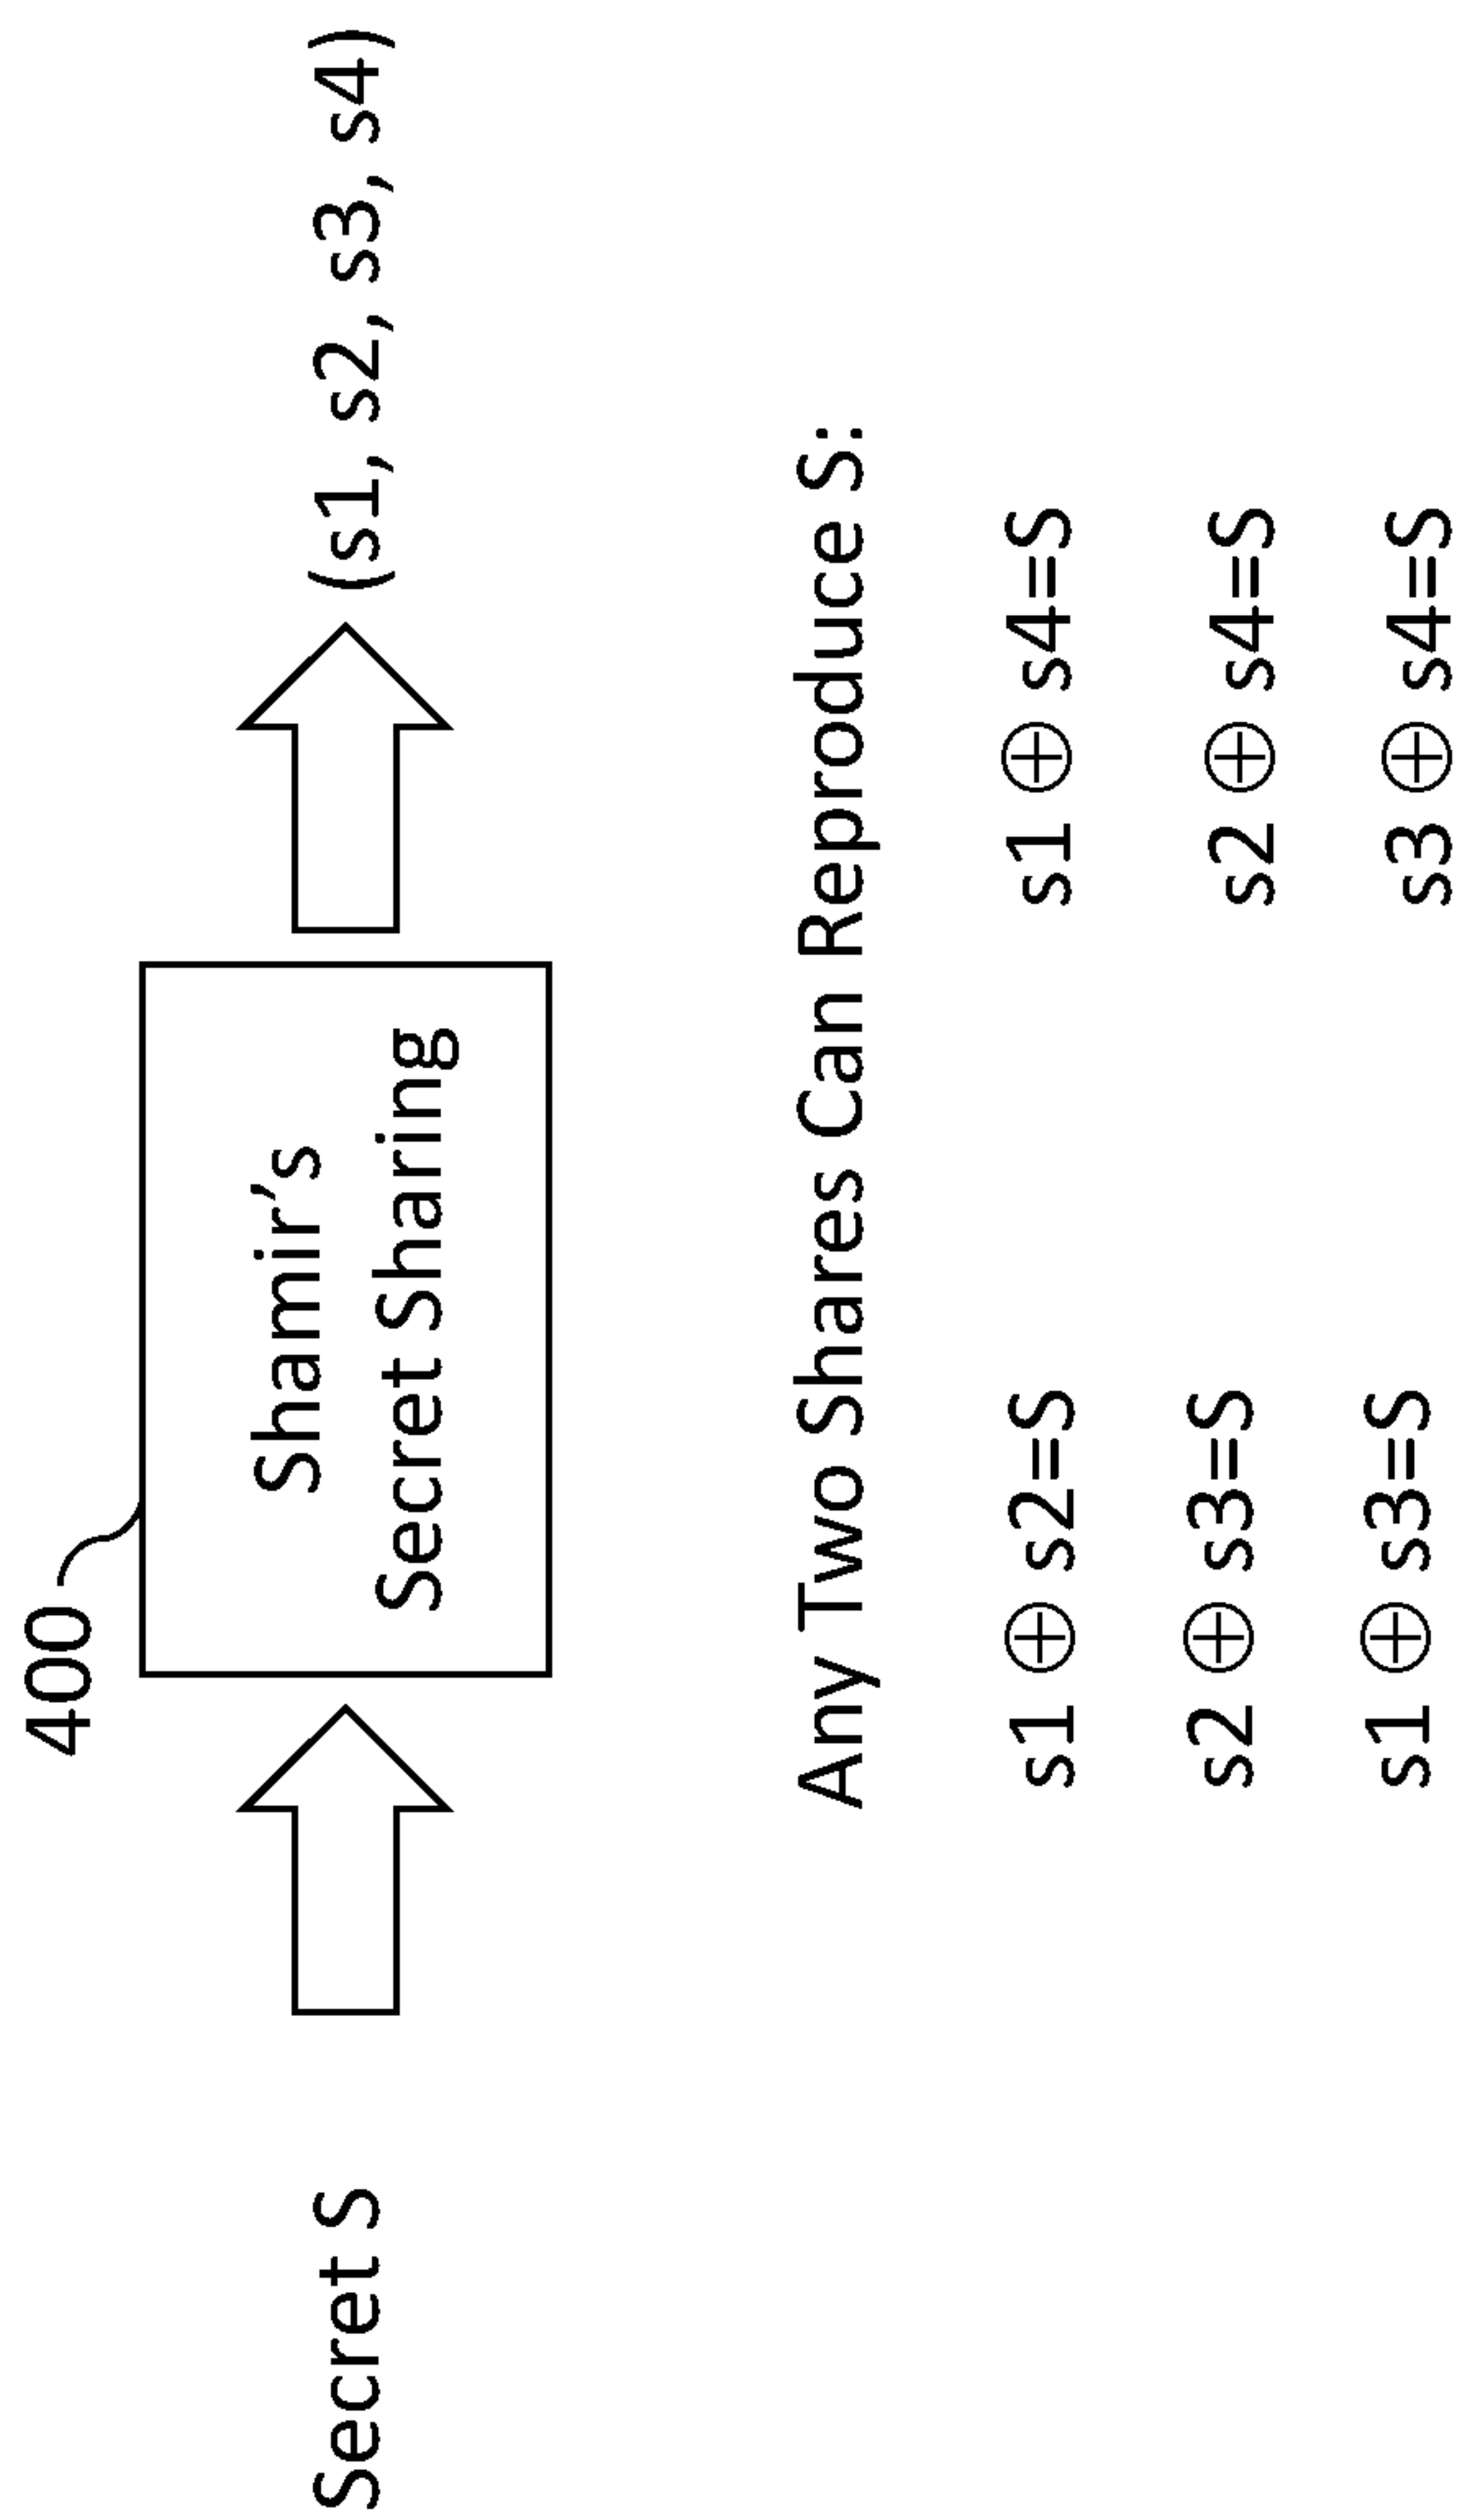 400
Secret S
Shamir’s
Secret Sharing
(s1, s2, s3, s4)
Any Two Shares Can Reproduce S:
s1 ⊕ s2=S
s1 ⊕ s4=S
s2 ⊕ s3=S
s2 ⊕ s4=S
s1 ⊕ s3=S
s3 ⊕ s4=S